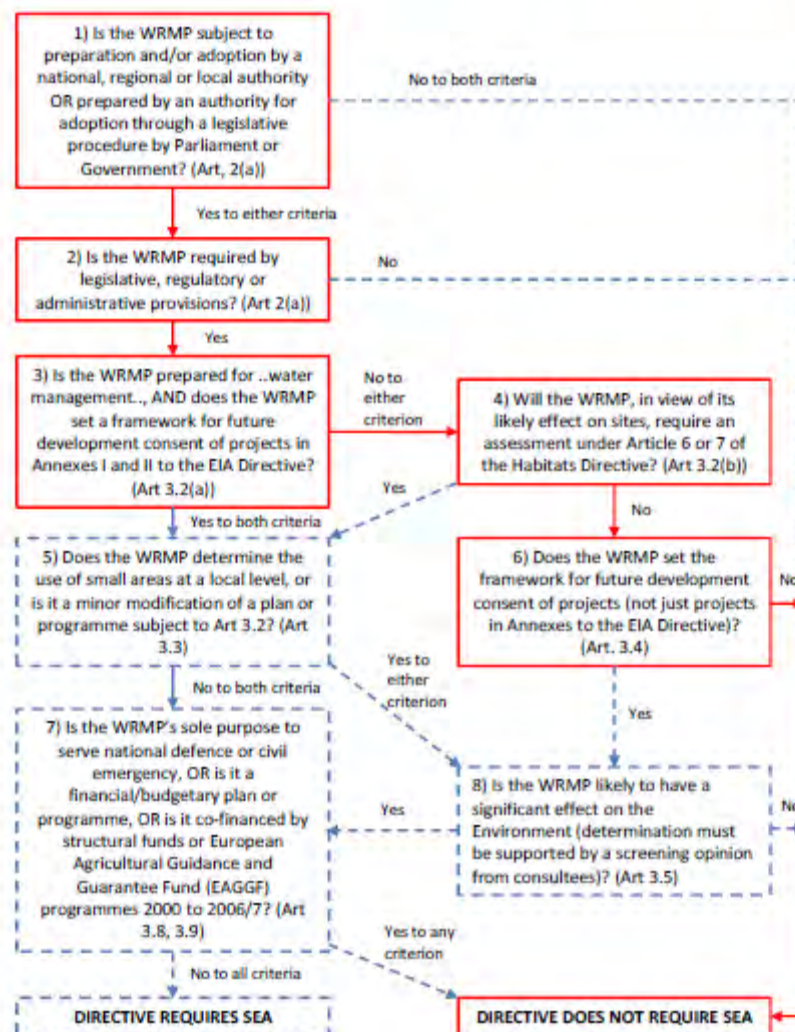 1) Is the WRMP subject to
preparation and/or adoption by a
national, regional or local authority
OR prepared by an authority for
adoption through a legislative
procedure by Parliament or
Government? (Art, 2(a))
No to both criteria
Yes to either criteria
2) Is the WRMP required by
legislative, regulatory or
administrative provisions? (Art 2(a))
No
Yes
3) Is the WRMP prepared for ..water
management.., AND does the WRMP
set a framework for future
development consent of projects in
Annexes I and II to the EIA Directive?
(Art 3.2(a))
No to
either
criterion
4) Will the WRMP, in view of its
likely effect on sites, require an
assessment under Article 6 or 7 of
the Habitats Directive? (Art 3.2(b))
Yes
No
Yes to both criteria
5) Does the WRMP determine the
use of small areas at a local level, or
is it a minor modification of a plan or
programme subject to Art 3.2? (Art
3.3)
6) Does the WRMP set the
framework for future development
consent of projects (not just projects
in Annexes to the EIA Directive)?
(Art. 3.4)
No
Yes to
either
criterion
No to both criteria
Yes
7) Is the WRMP's sole purpose to
serve national defence or civil
emergency, OR is it a
financial/budgetary plan or
programme, OR is it co-financed by
structural funds or European
Agricultural Guidance and
Guarantee Fund (EAGGF)
programmes 2000 to 2006/7? (Art
3.8, 3.9)
Yes
8) Is the WRMP likely to have a
significant effect on the
Environment (determination must
be supported by a screening opinion
from consultees)? (Art 3.5)
No
Yes to any
criterion
No to all criteria
DIRECTIVE REQUIRES SEA
DIRECTIVE DOES NOT REQUIRE SEA